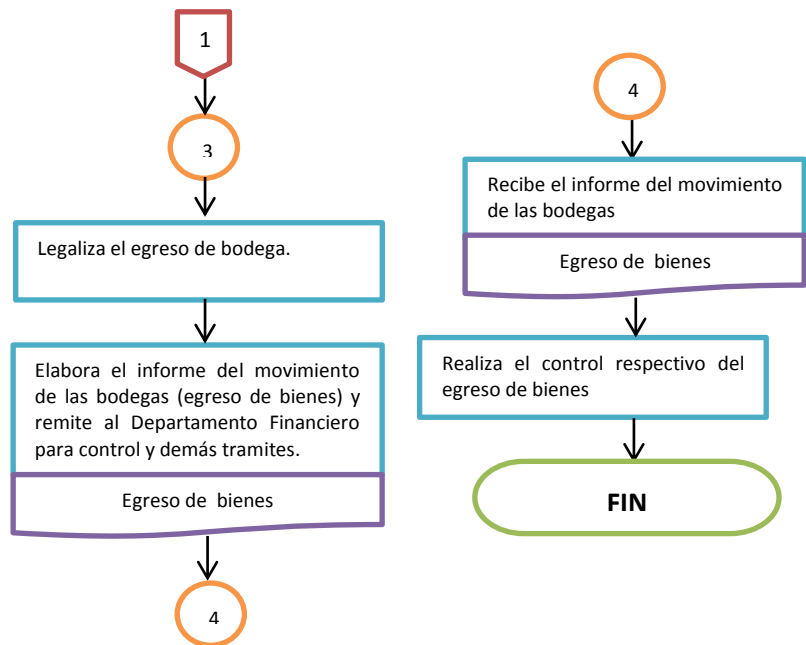 1
3
Legaliza el egreso de bodega.
Elabora el informe del movimiento
de las bodegas (egreso de bienes) y
remite al Departamento Financiero
para control y demás tramites.
Egreso de bienes
4
4
Recibe el informe del movimiento
de las bodegas
Egreso de bienes
Realiza el control respectivo del
egreso de bienes
FIN